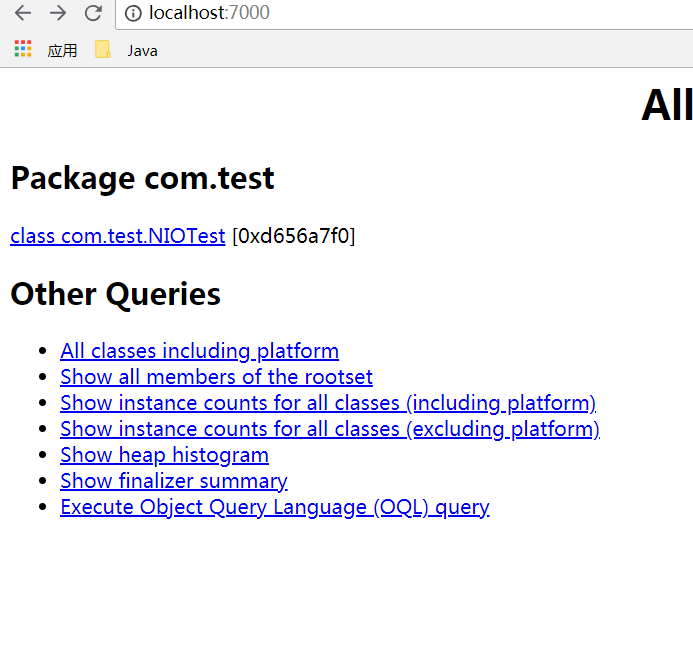 localhost:7000
应用 Java
All
Package com.test
class com.test.NIOTest [0xd656a7f0]
Other Queries
• All classes including platform
• Show all members of the rootset
• Show instance counts for all classes (including platform)
• Show instance counts for all classes (excluding platform)
• Show heap histogram
• Show finalizer summary
• Execute Object Query Language (OQL) query